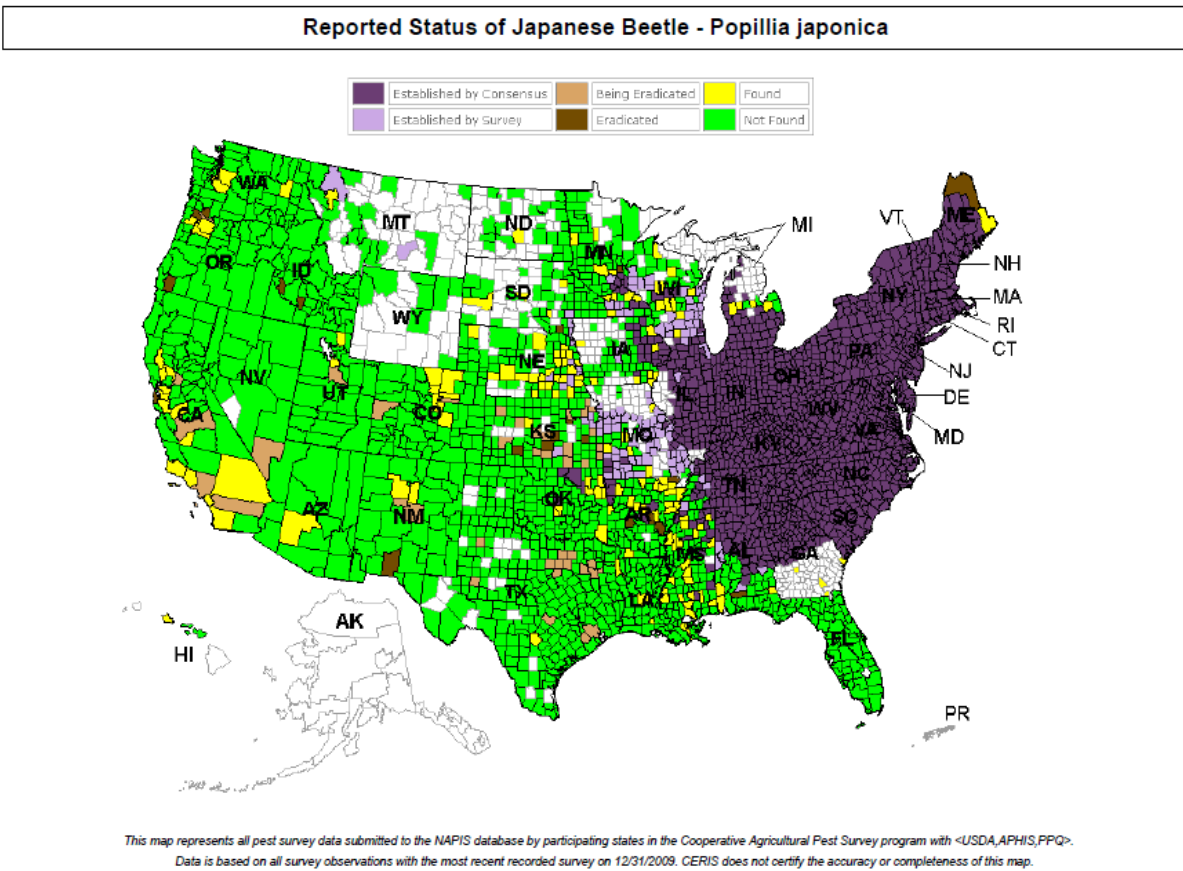 Reported Status of Japanese Beetle - Popillia japonica
Established by Consensus Being Eradicated Found
Established by Survey Eradicated Not Found
WA
MT
ND
MN
MI
VT
ME
OR
ID
SD
WI
NY
NH
MA
RI
CT
WY
NE
IA
PA
NJ
NV
UT
CO
IL
IN
OH
WV
DE
MD
CA
KS
MO
KY
VA
AZ
NM
OK
AR
TN
NC
SC
TX
LA
MS
AL
GA
FL
HI
AK
PR
This map represents all pest survey data submitted to the NAPIS database by participating states in the Cooperative Agricultural Pest Survey program with <USDA,APHIS,PPQ>.
Data is based on all survey observations with the most recent recorded survey on 12/31/2009. CERIS does not certify the accuracy or completeness of this map.